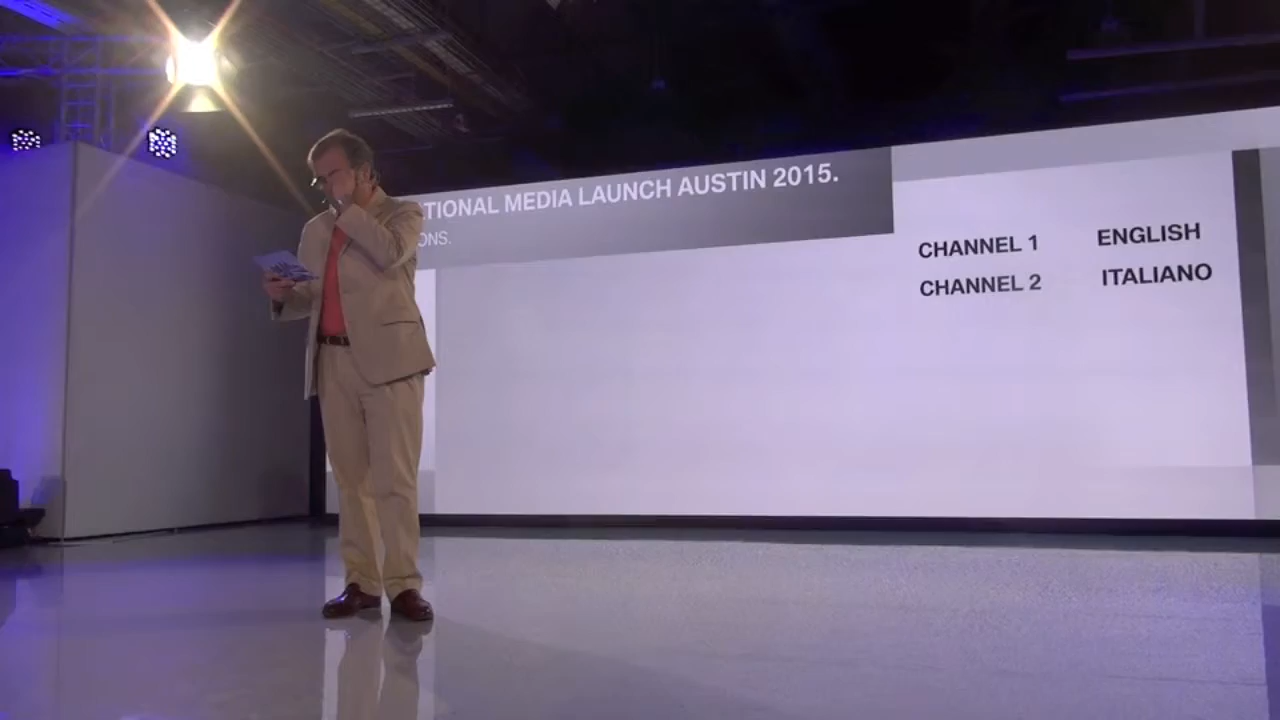 TIONAL MEDIA LAUNCH AUSTIN 2015.
ONS.
CHANNEL 1 ENGLISH
CHANNEL 2 ITALIANO